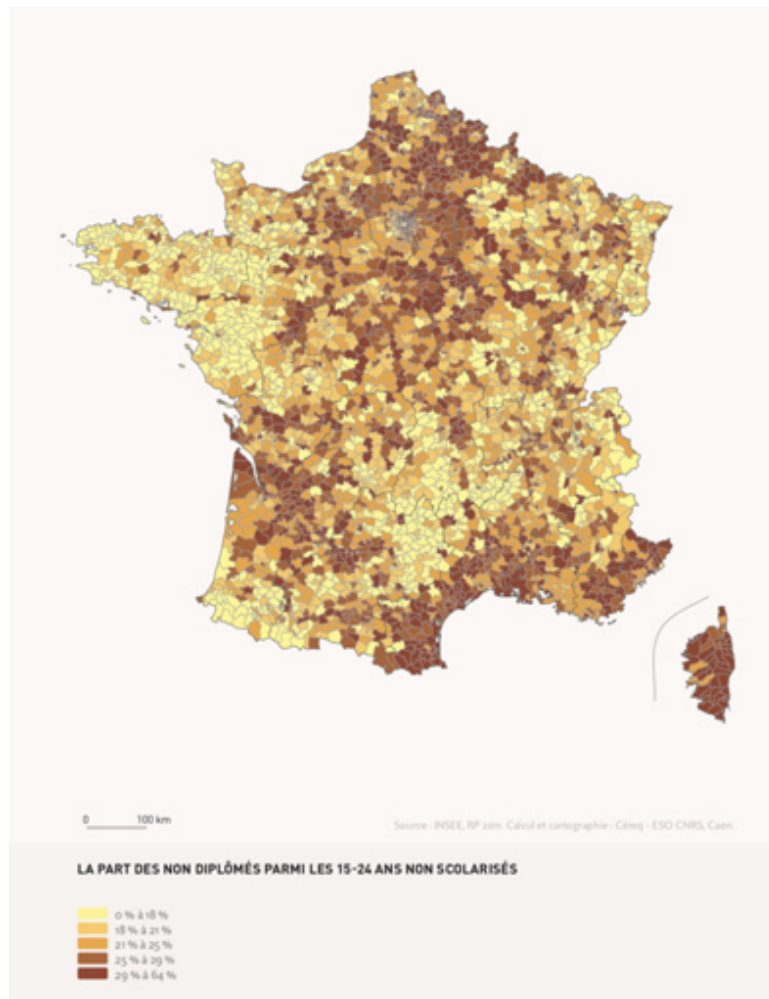 0 100 km
Source : INSEE, RP 2011. Calcul et cartographie : Céreq - ESO CNRS, Caen.
LA PART DES NON DIPLÔMÉS PARMI LES 15-24 ANS NON SCOLARISÉS
0 % à 18 %
18 % à 21 %
21 % à 25 %
25 % à 29 %
29 % à 64 %